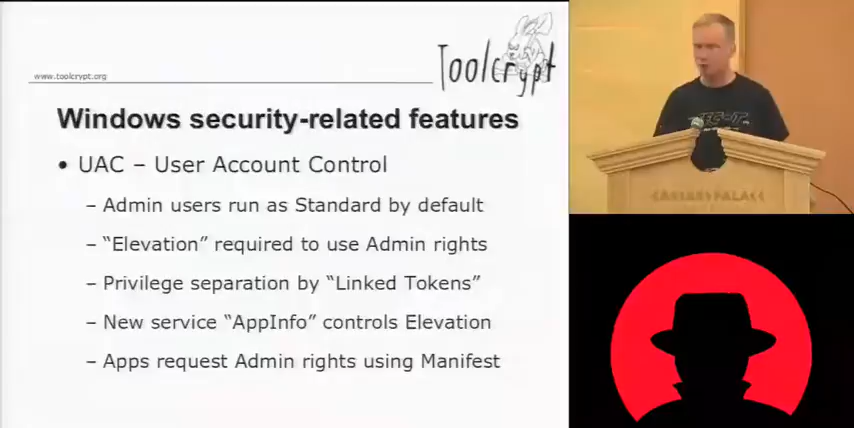 Toolcrypt
www.toolcrypt.org
Windows security-related features
• UAC – User Account Control
– Admin users run as Standard by default
– “Elevation” required to use Admin rights
– Privilege separation by “Linked Tokens”
– New service “AppInfo” controls Elevation
– Apps request Admin rights using Manifest
CAESARS PALACE